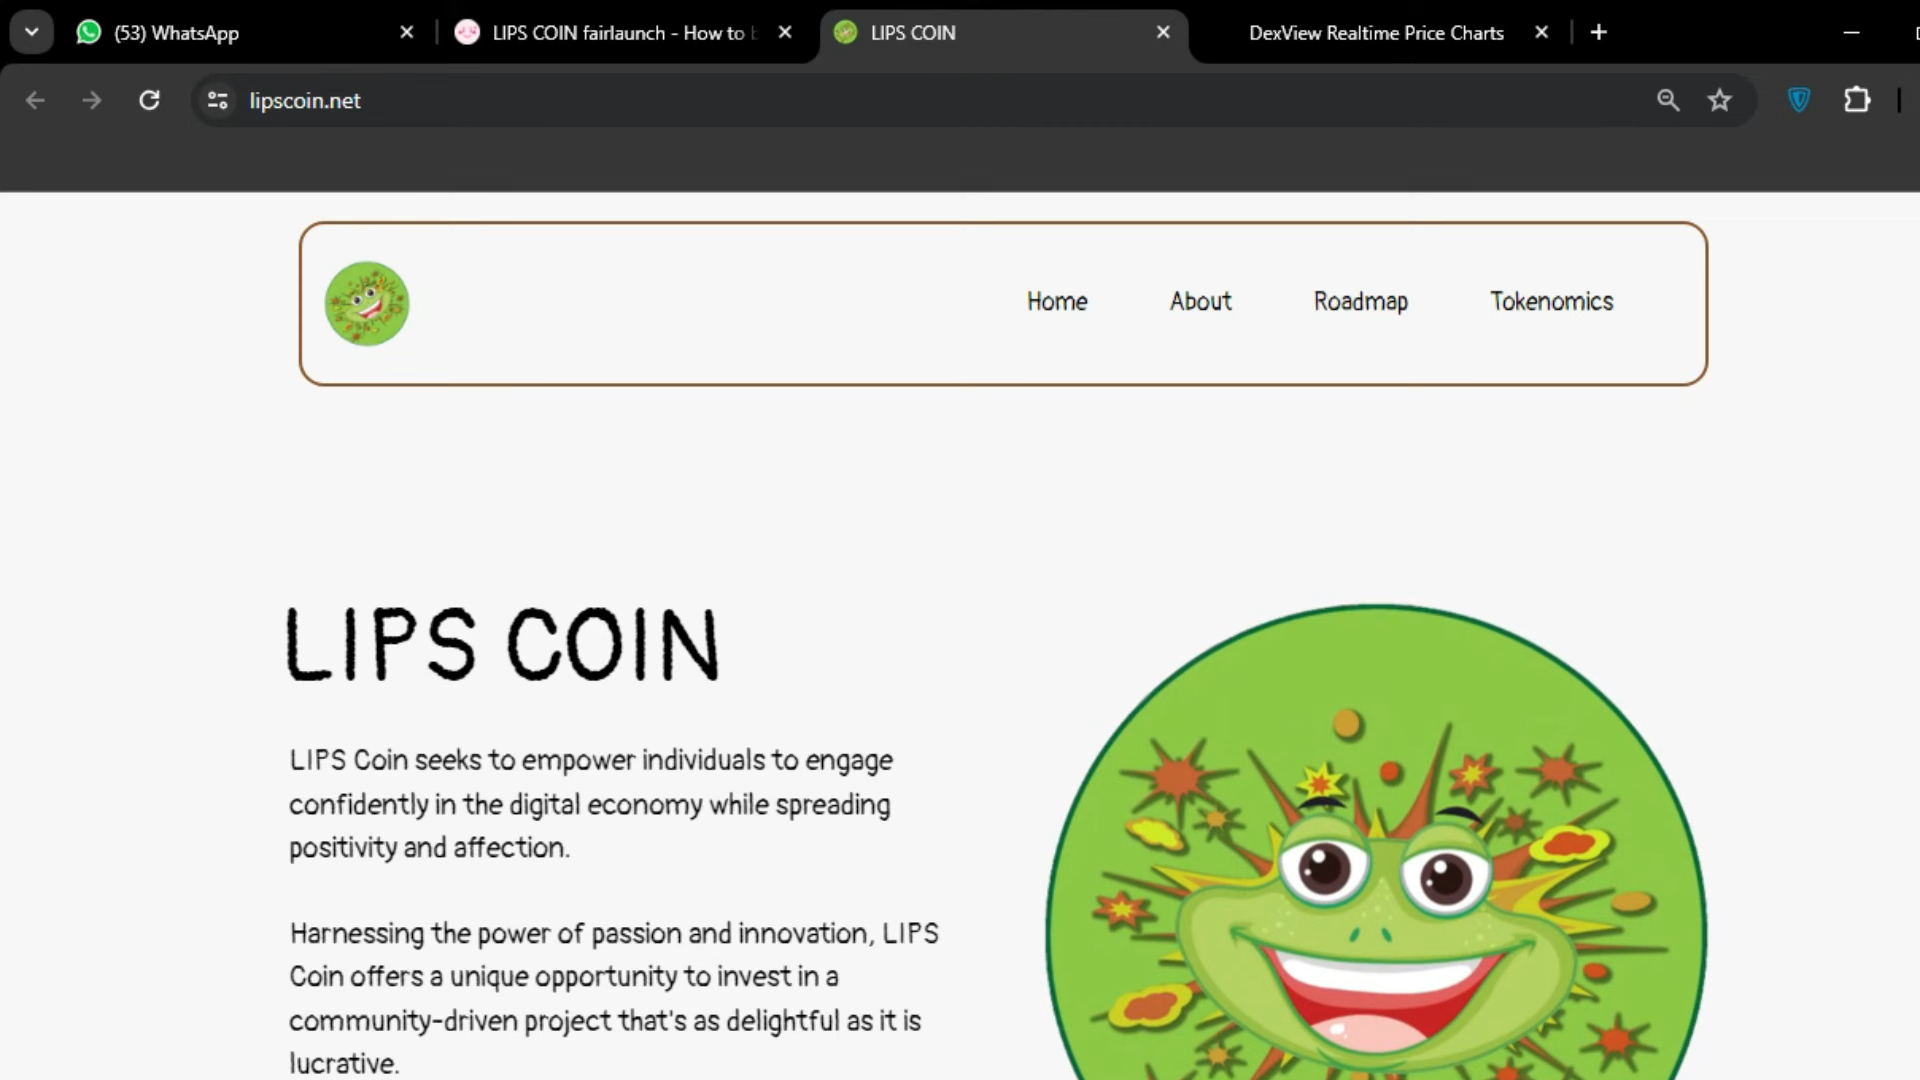 (53) WhatsApp
LIPS COIN fairlaunch - How to
LIPS COIN
DexView Realtime Price Charts
lipscoin.net
Home
About
Roadmap
Tokenomics
LIPS COIN
LIPS Coin seeks to empower individuals to engage
confidently in the digital economy while spreading
positivity and affection.
Harnessing the power of passion and innovation, LIPS
Coin offers a unique opportunity to invest in a
community-driven project that's as delightful as it is
lucrative.